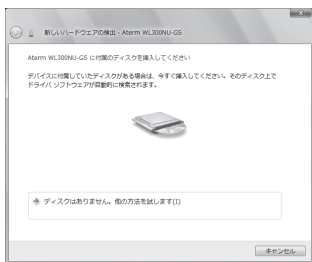 新しいハードウェアの検出 - Aterm WL300NU-GS
Aterm WL300NU-GS に付属のディスクを挿入してください
デバイスに付属していたディスクがある場合は、今すぐ挿入してください。そのディスク上で
ドライバ ソフトウェアが自動的に検索されます。
ディスクはありません。他の方法を試します(I)
キャンセル